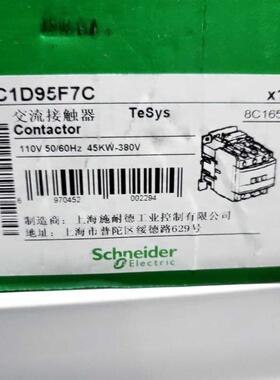 C1D95F7C
交流接触器
TeSys
x1
Contactor
8C165
110V 50/60Hz 45KW-380V
6 970452 002294
制造商：上海施耐德工业控制有限公司
地址：上海市普陀区绥德路629号
Schneider
Electric